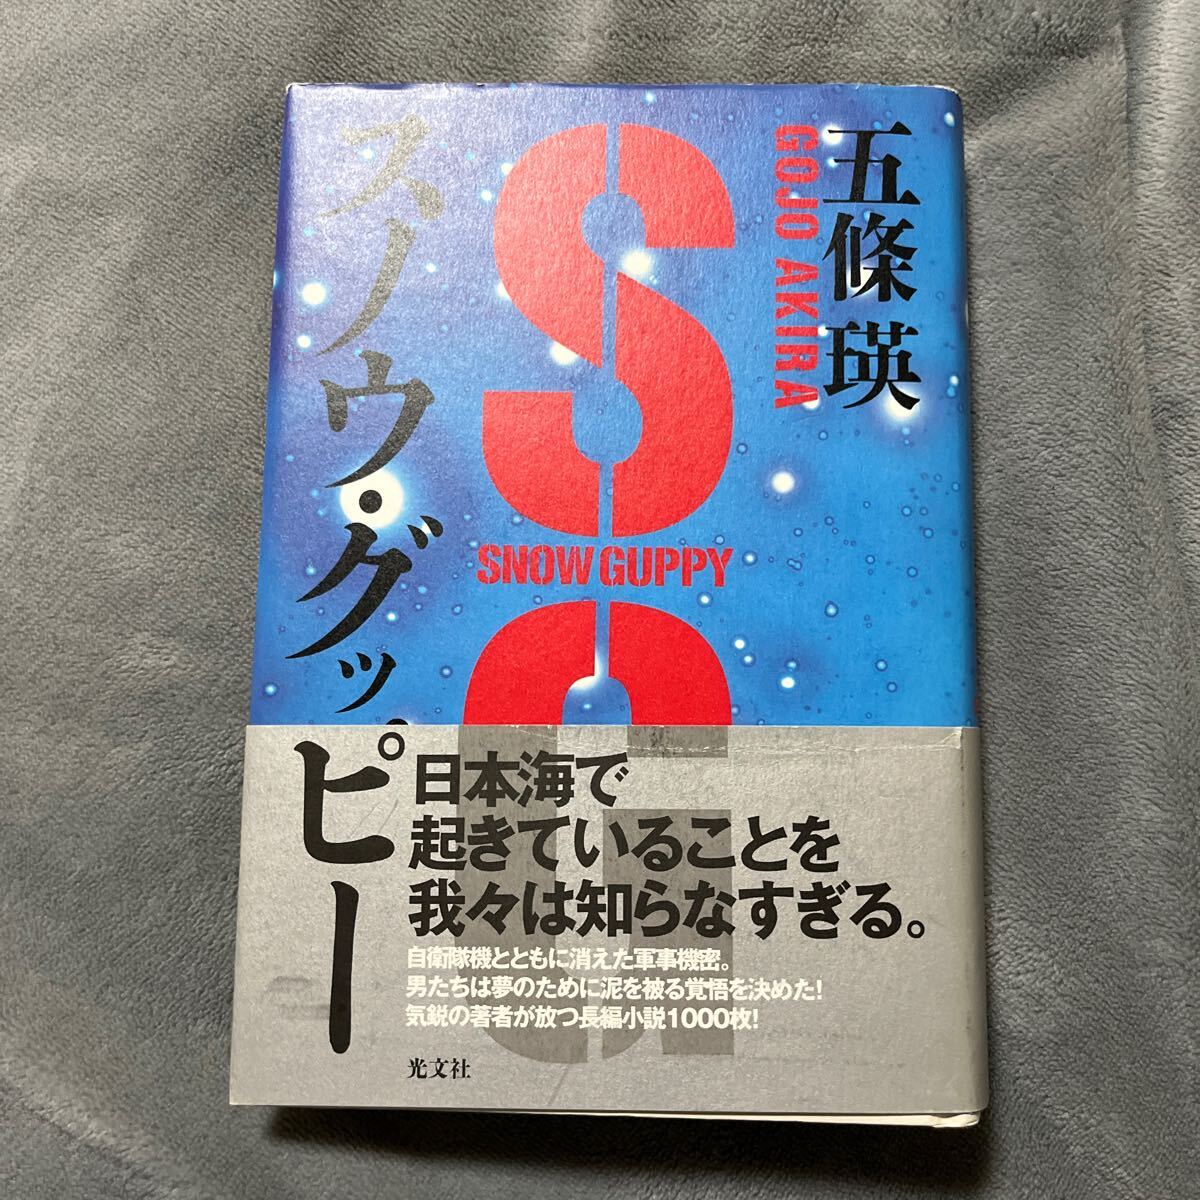 五條 瑛
GOJO AKIRA
S
SNOW GUPPY
G
スノウ・グッピー
日本海で
起きていることを
我々は知らなすぎる。
自衛隊機とともに消えた軍事機密。
男たちは夢のために泥を被る覚悟を決めた!
気鋭の著者が放つ長編小説1000枚!
光文社